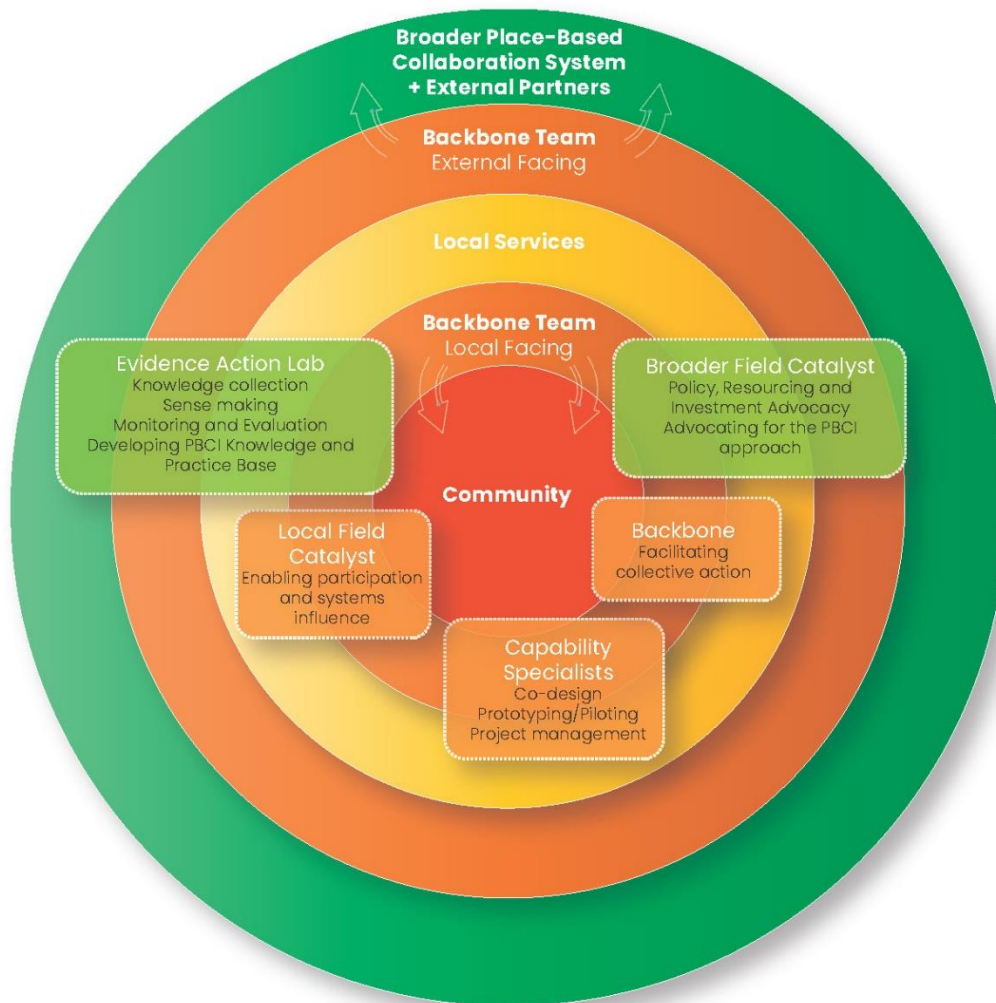 Broader Place-Based
Collaboration System
+ External Partners
Backbone Team
External Facing
Local Services
Backbone Team
Local Facing
Evidence Action Lab
Knowledge collection
Sense making
Monitoring and Evaluation
Developing PBCI Knowledge and
Practice Base
Broader Field Catalyst
Policy, Resourcing and
Investment Advocacy
Advocating for the PBCI
approach
Community
Local Field
Catalyst
Enabling participation
and systems
influence
Backbone
Facilitating
collective action
Capability
Specialists
Co-design
Prototyping/Piloting
Project management